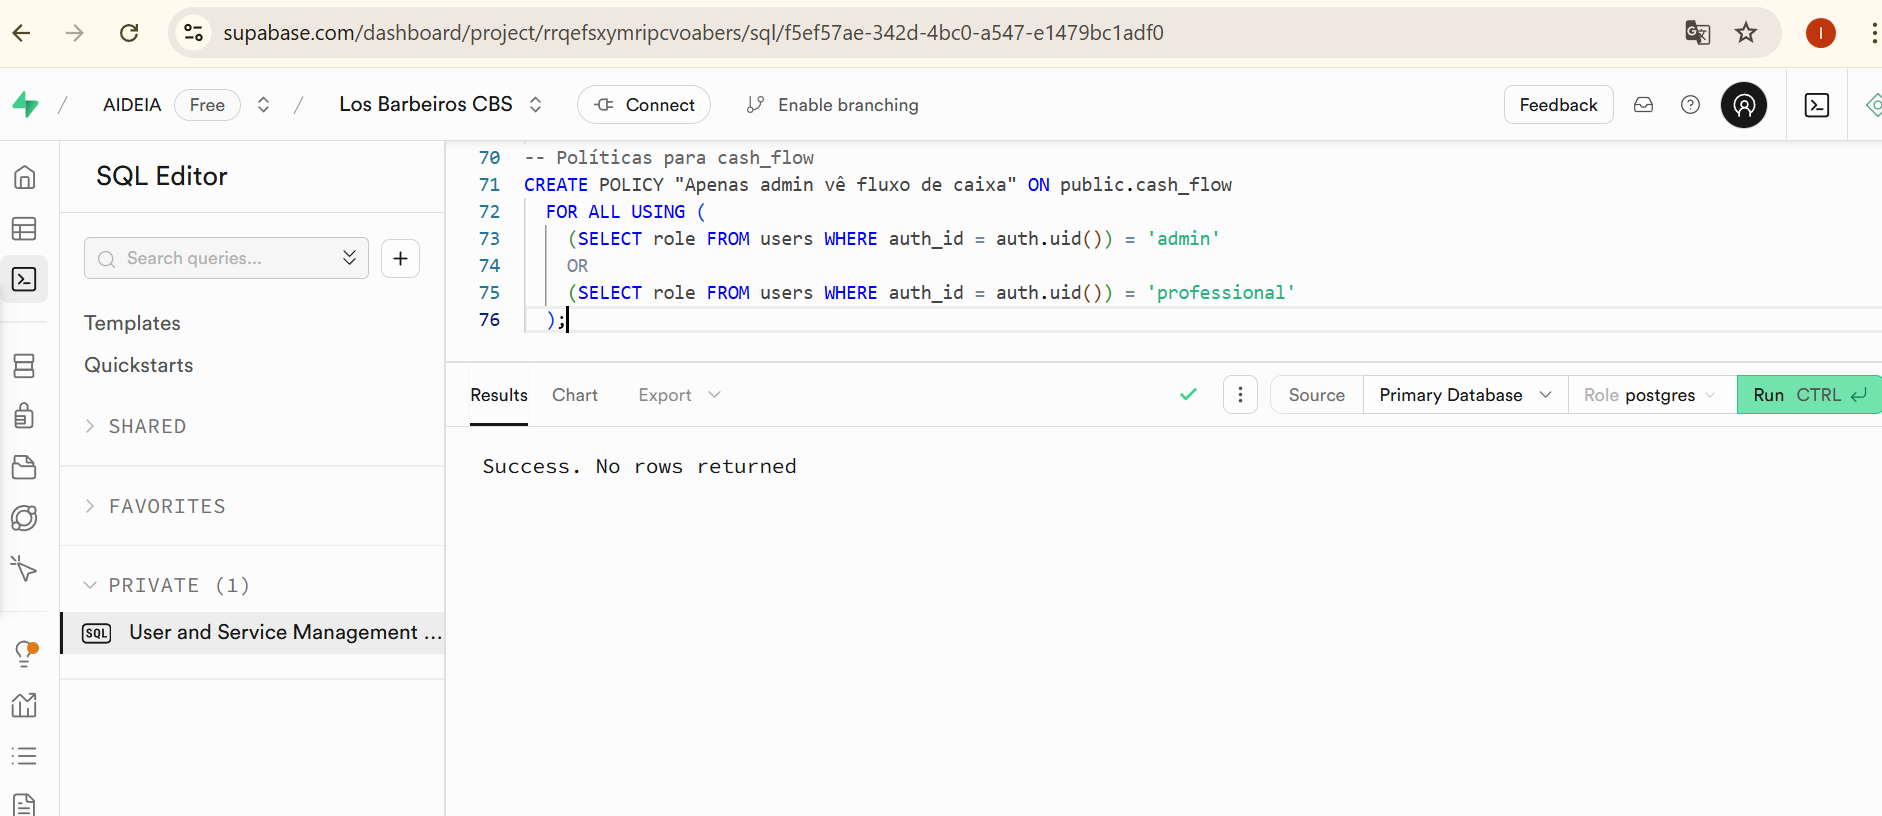 supabase.com/dashboard/project/rrqefsxymripcvoabers/sql/f5ef57ae-342d-4bc0-a547-e1479bc1adf0
I
/ AIDEIA Free / Los Barbeiros CBS Connect Enable branching Feedback
SQL Editor
Search queries...
Templates
Quickstarts
SHARED
FAVORITES
PRIVATE (1)
SQL User and Service Management ...
70 -- Políticas para cash_flow
71 CREATE POLICY "Apenas admin vê fluxo de caixa" ON public.cash_flow
72 FOR ALL USING (
73 (SELECT role FROM users WHERE auth_id = auth.uid()) = 'admin'
74 OR
75 (SELECT role FROM users WHERE auth_id = auth.uid()) = 'professional'
76 );
Results Chart Export Source Primary Database Role postgres Run CTRL
Success. No rows returned